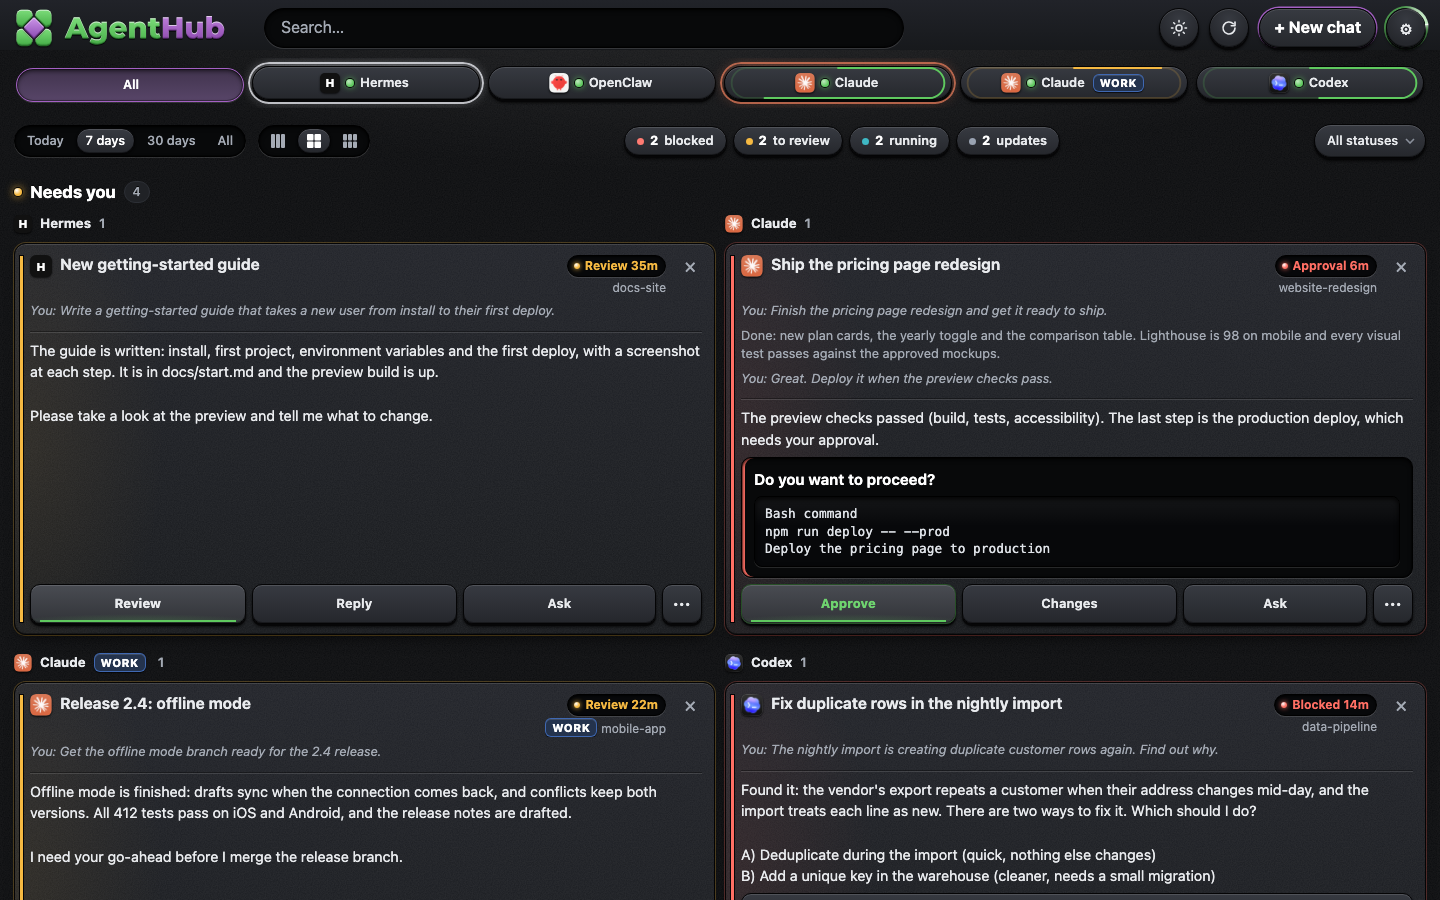 AgentHub
Search...
+ New chat
All
H Hermes
OpenClaw
Claude
Claude WORK
Codex
Today 7 days 30 days All
2 blocked
2 to review
2 running
2 updates
All statuses
Needs you 4
H Hermes 1
H New getting-started guide
Review 35m
docs-site
You: Write a getting-started guide that takes a new user from install to their first deploy.
The guide is written: install, first project, environment variables and the first deploy, with a screenshot
at each step. It is in docs/start.md and the preview build is up.
Please take a look at the preview and tell me what to change.
Review
Reply
Ask
Claude 1
Ship the pricing page redesign
Approval 6m
website-redesign
You: Finish the pricing page redesign and get it ready to ship.
Done: new plan cards, the yearly toggle and the comparison table. Lighthouse is 98 on mobile and every visual
test passes against the approved mockups.
You: Great. Deploy it when the preview checks pass.
The preview checks passed (build, tests, accessibility). The last step is the production deploy, which
needs your approval.
Do you want to proceed?
Bash command
npm run deploy -- --prod
Deploy the pricing page to production
Approve
Changes
Ask
Claude WORK 1
Release 2.4: offline mode
Review 22m
WORK mobile-app
You: Get the offline mode branch ready for the 2.4 release.
Offline mode is finished: drafts sync when the connection comes back, and conflicts keep both
versions. All 412 tests pass on iOS and Android, and the release notes are drafted.
I need your go-ahead before I merge the release branch.
Codex 1
Fix duplicate rows in the nightly import
Blocked 14m
data-pipeline
You: The nightly import is creating duplicate customer rows again. Find out why.
Found it: the vendor's export repeats a customer when their address changes mid-day, and the
import treats each line as new. There are two ways to fix it. Which should I do?
A) Deduplicate during the import (quick, nothing else changes)
B) Add a unique key in the warehouse (cleaner, needs a small migration)